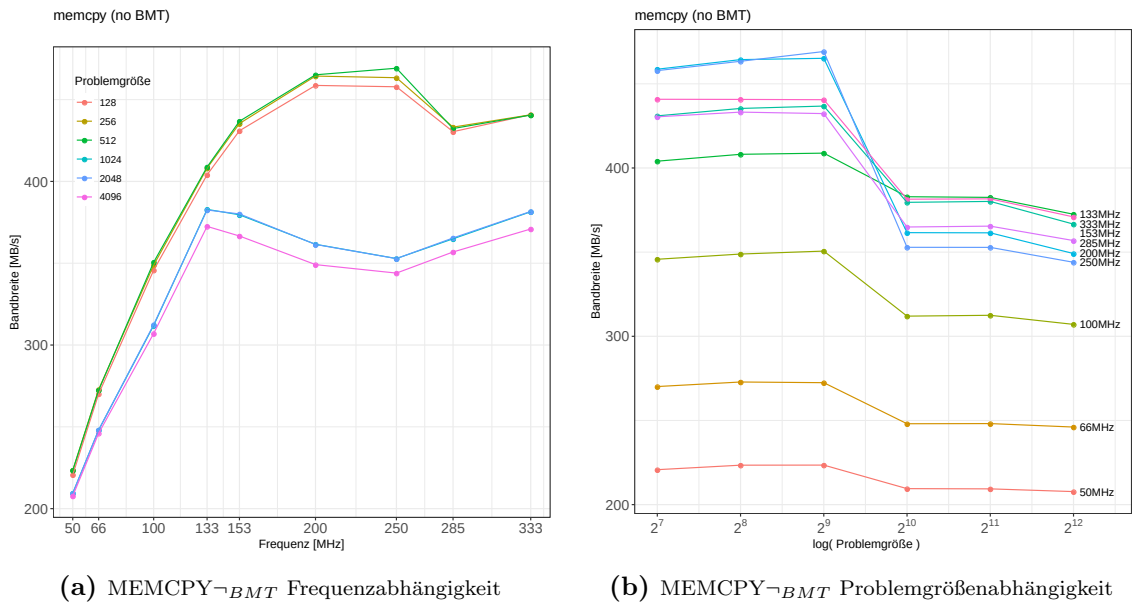 memcpy (no BMT)
Problemgröße
128
256
512
1024
2048
4096
Bandbreite [MB/s]
400
300
200
50 66 100 133 153 200 250 285 333
Frequenz [MHz]
(a) MEMCPY¬BMT Frequenzabhängigkeit
memcpy (no BMT)
Bandbreite [MB/s]
400
300
200
133MHz
333MHz
153MHz
285MHz
200MHz
250MHz
100MHz
66MHz
50MHz
2^7 2^8 2^9 2^10 2^11 2^12
log( Problemgröße )
(b) MEMCPY¬BMT Problemgrößenabhängigkeit